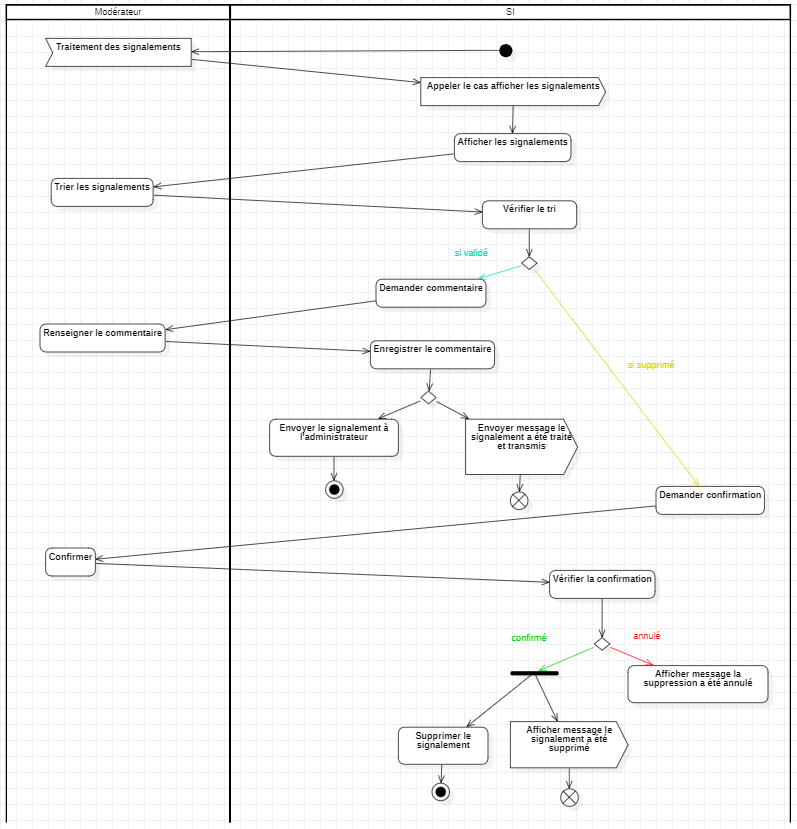 Modérateur
SI
Traitement des signalements
Appeler le cas afficher les signalements
Afficher les signalements
Trier les signalements
Vérifier le tri
si validé
Demander commentaire
Renseigner le commentaire
Enregistrer le commentaire
si supprimé
Envoyer le signalement à
l'administrateur
Envoyer message le
signalement a été traité
et transmis
Demander confirmation
Confirmer
Vérifier la confirmation
confirmé
annulé
Afficher message la
suppression a été annulé
Supprimer le
signalement
Afficher message le
signalement a été
supprimé